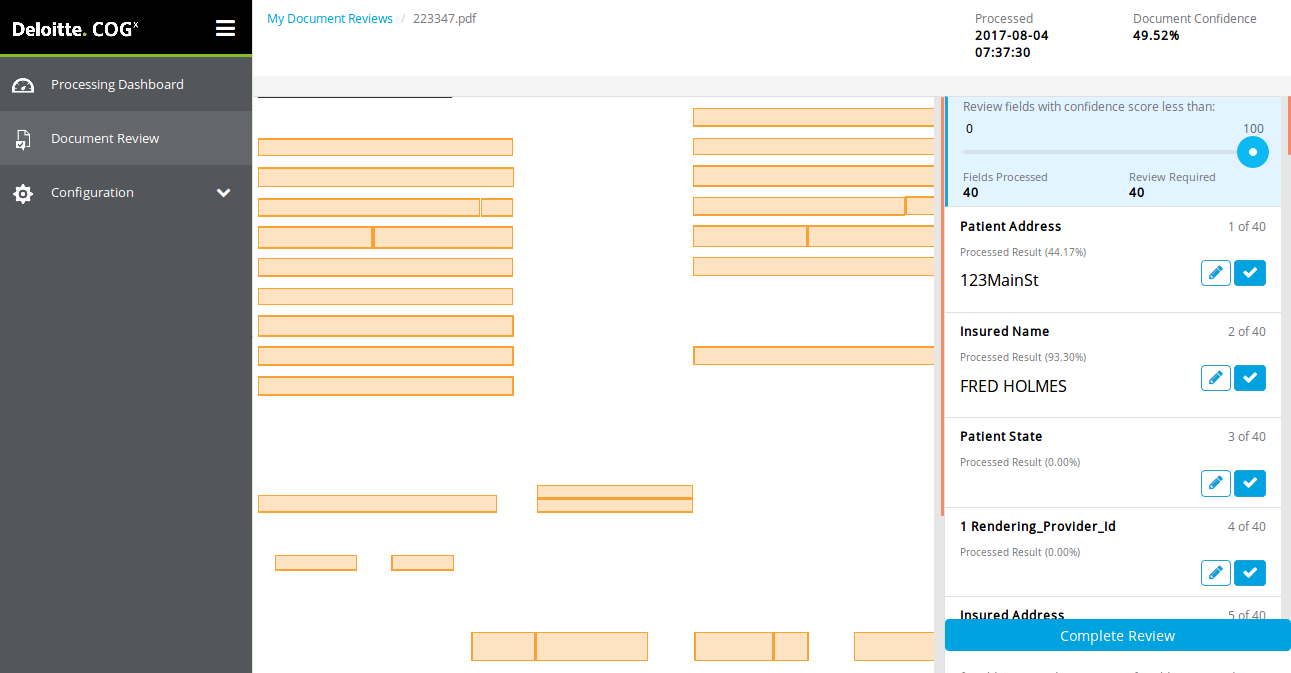 Deloitte. COGx
Processing Dashboard
Document Review
Configuration
My Document Reviews / 223347.pdf
Processed
2017-08-04
07:37:30
Document Confidence
49.52%
Review fields with confidence score less than:
0 100
Fields Processed Review Required
40 40
Patient Address 1 of 40
Processed Result (44.17%)
123MainSt
Insured Name 2 of 40
Processed Result (93.30%)
FRED HOLMES
Patient State 3 of 40
Processed Result (0.00%)
1 Rendering_Provider_Id 4 of 40
Processed Result (0.00%)
Insured Address 5 of 40
Complete Review